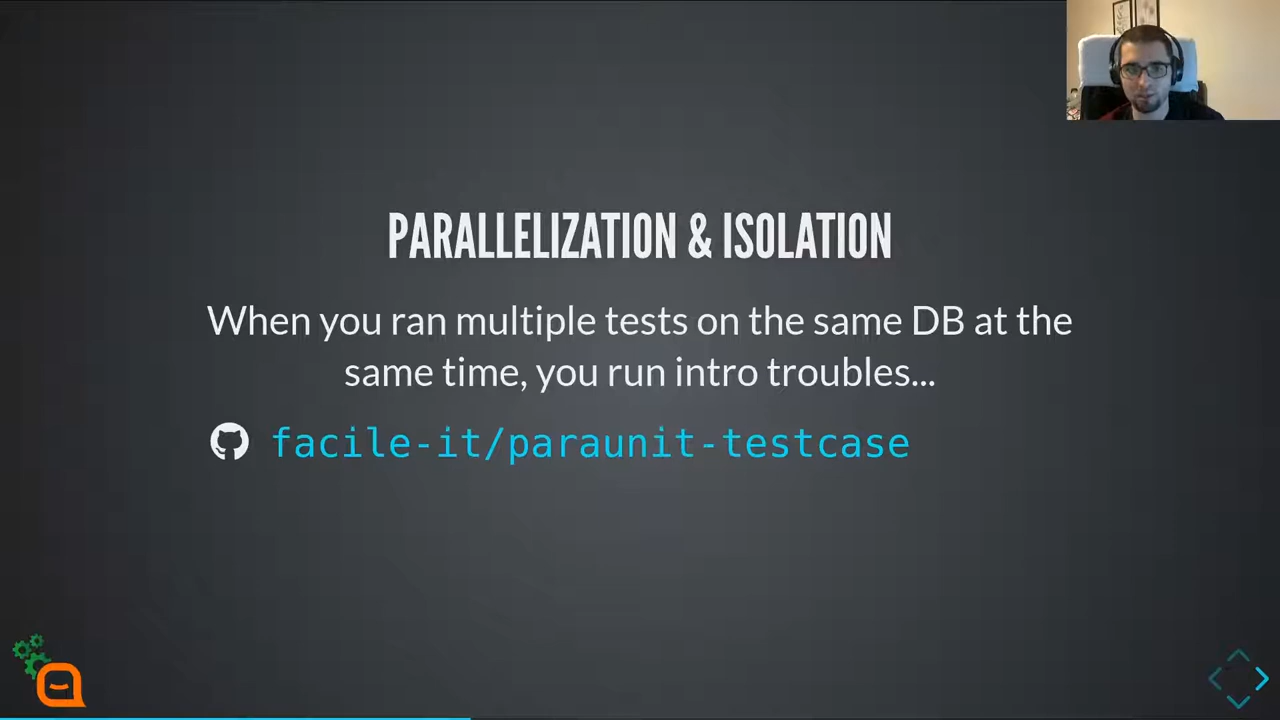 PARALLELIZATION & ISOLATION
When you ran multiple tests on the same DB at the
same time, you run intro troubles...
facile-it/paraunit-testcase